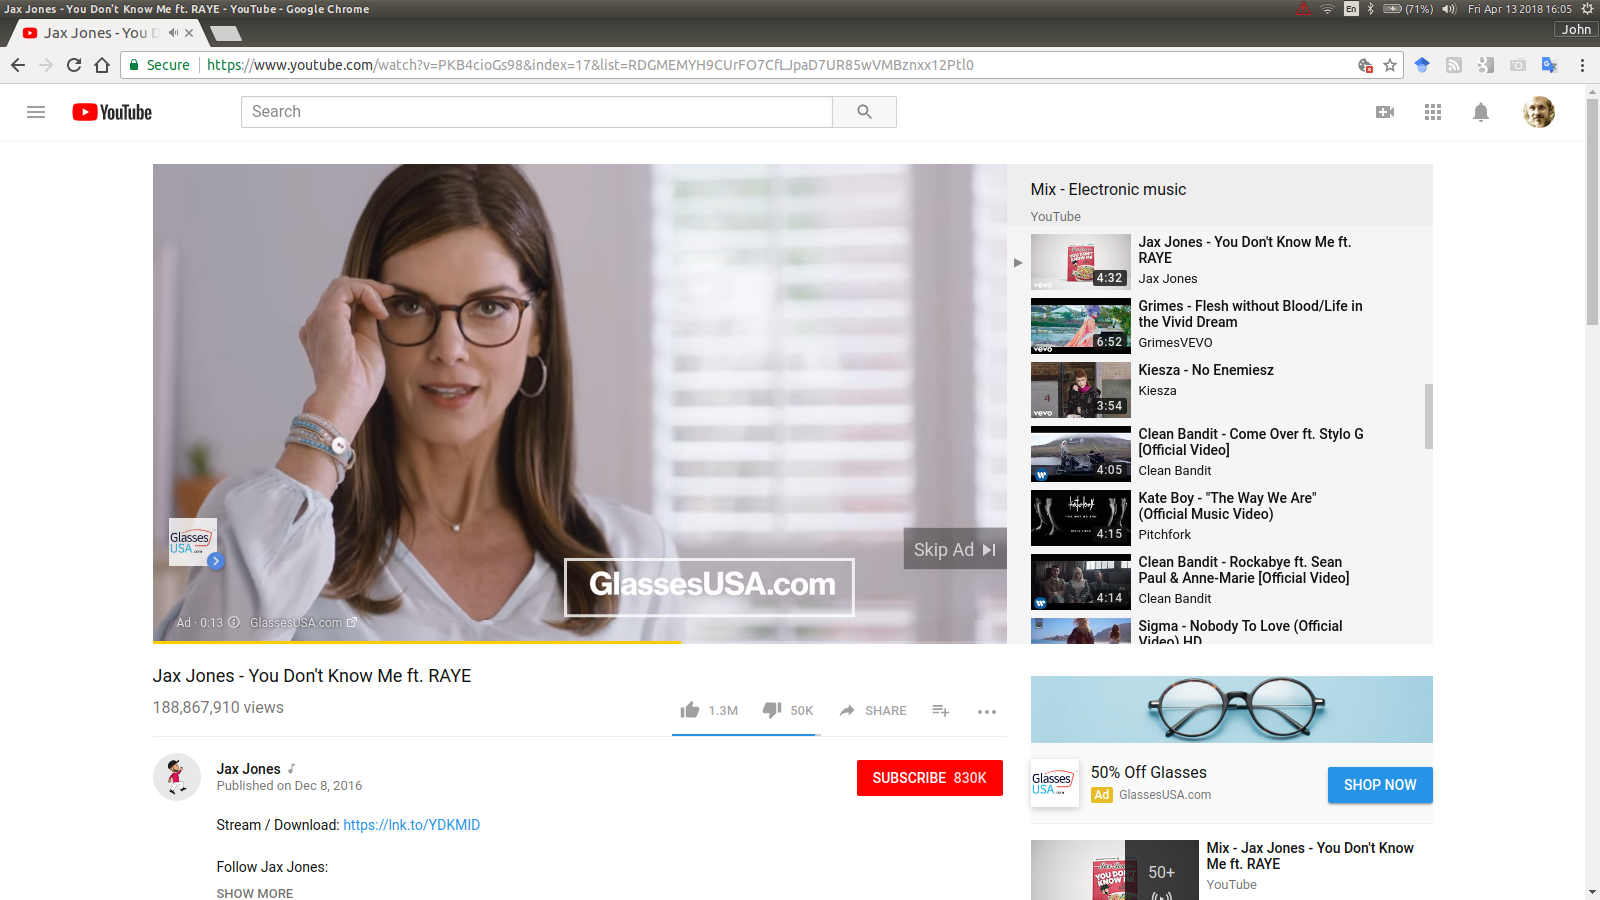 Jax Jones - You Don't Know Me ft. RAYE - YouTube - Google Chrome
En
(71%)
Fri Apr 13 2018 16:05
Jax Jones - You D
John
Secure
https://www.youtube.com/watch?v=PKB4cioGs98&index=17&list=RDGMEMYH9CUrFO7CfLJpaD7UR85wVMBznxx12Ptl0
YouTube
Search
GlassesUSA.com
Glasses
USA.com
Skip Ad
Ad · 0:13
GlassesUSA.com
Mix - Electronic music
YouTube
Jax Jones - You Don't Know Me ft.
RAYE
Jax Jones
4:32
vevo
Grimes - Flesh without Blood/Life in
the Vivid Dream
GrimesVEVO
6:52
vevo
Kiesza - No Enemiesz
Kiesza
3:54
vevo
Clean Bandit - Come Over ft. Stylo G
[Official Video]
Clean Bandit
4:05
Kate Boy - "The Way We Are"
(Official Music Video)
Pitchfork
4:15
Clean Bandit - Rockabye ft. Sean
Paul & Anne-Marie [Official Video]
Clean Bandit
4:14
Sigma - Nobody To Love (Official
Video) HD
Jax Jones - You Don't Know Me ft. RAYE
188,867,910 views
1.3M
50K
SHARE
Jax Jones
Published on Dec 8, 2016
SUBSCRIBE 830K
Stream / Download: https://lnk.to/YDKMID
Follow Jax Jones:
SHOW MORE
Glasses
USA.com
50% Off Glasses
Ad GlassesUSA.com
SHOP NOW
Mix - Jax Jones - You Don't Know
Me ft. RAYE
YouTube
50+